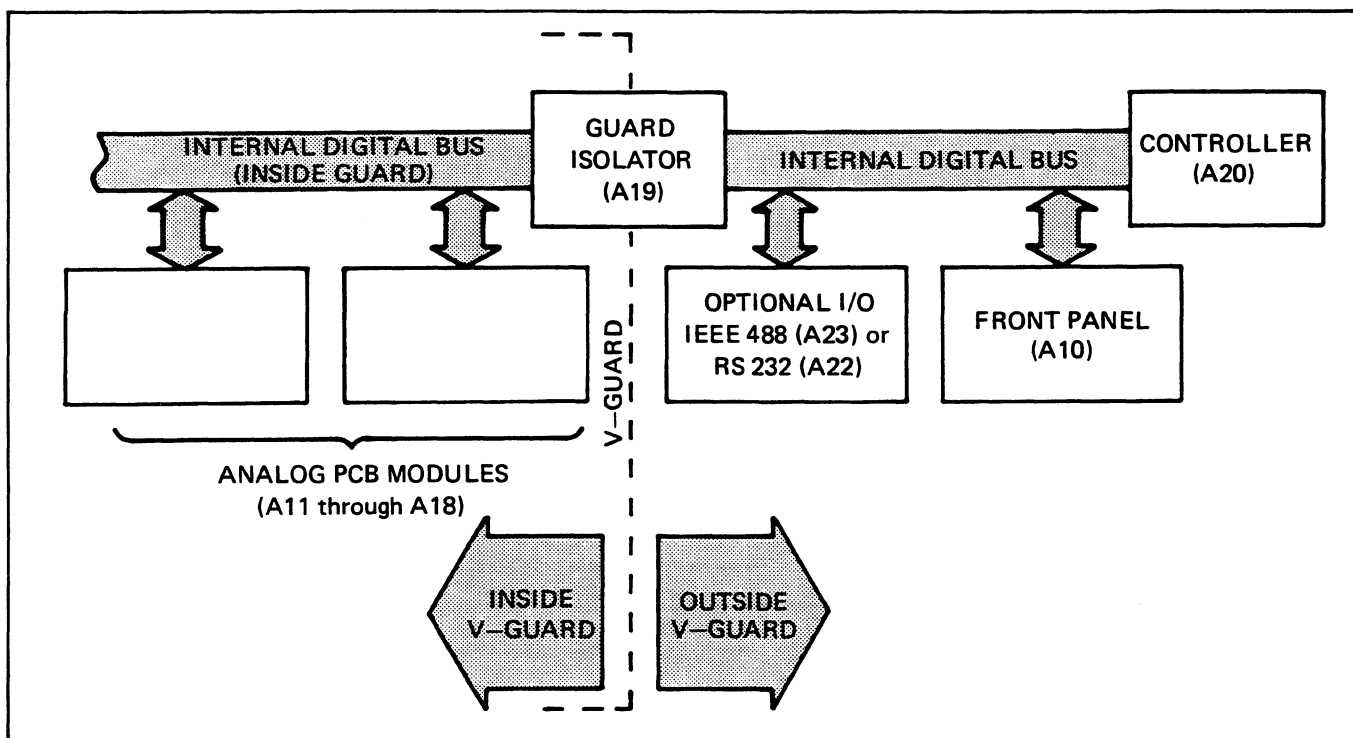 INTERNAL DIGITAL BUS
(INSIDE GUARD)
GUARD
ISOLATOR
(A19)
INTERNAL DIGITAL BUS
CONTROLLER
(A20)
OPTIONAL I/O
IEEE 488 (A23) or
RS 232 (A22)
FRONT PANEL
(A10)
V–GUARD
ANALOG PCB MODULES
(A11 through A18)
INSIDE
V–GUARD
OUTSIDE
V–GUARD